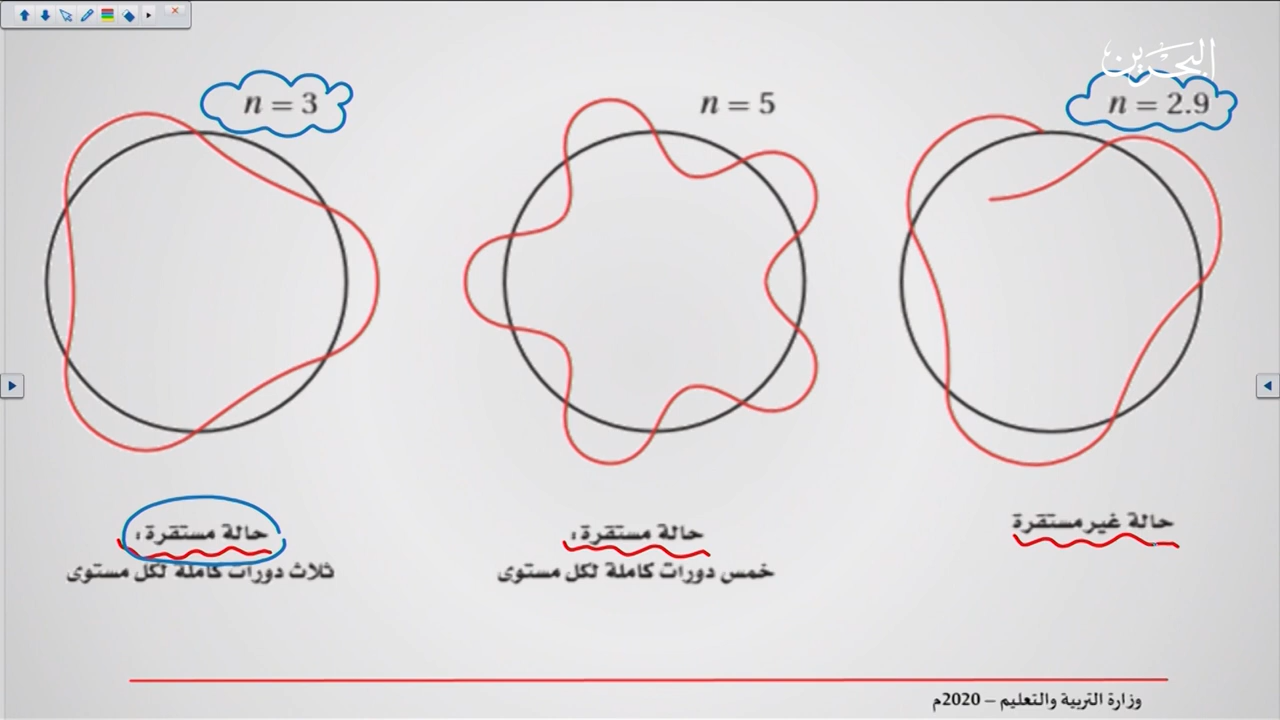 البحرين
n = 3
n = 5
n = 2.9
حالة مستقرة:
ثلاث دورات كاملة لكل مستوى
حالة مستقرة:
خمس دورات كاملة لكل مستوى
حالة غير مستقرة
وزارة التربية والتعليم – 2020م